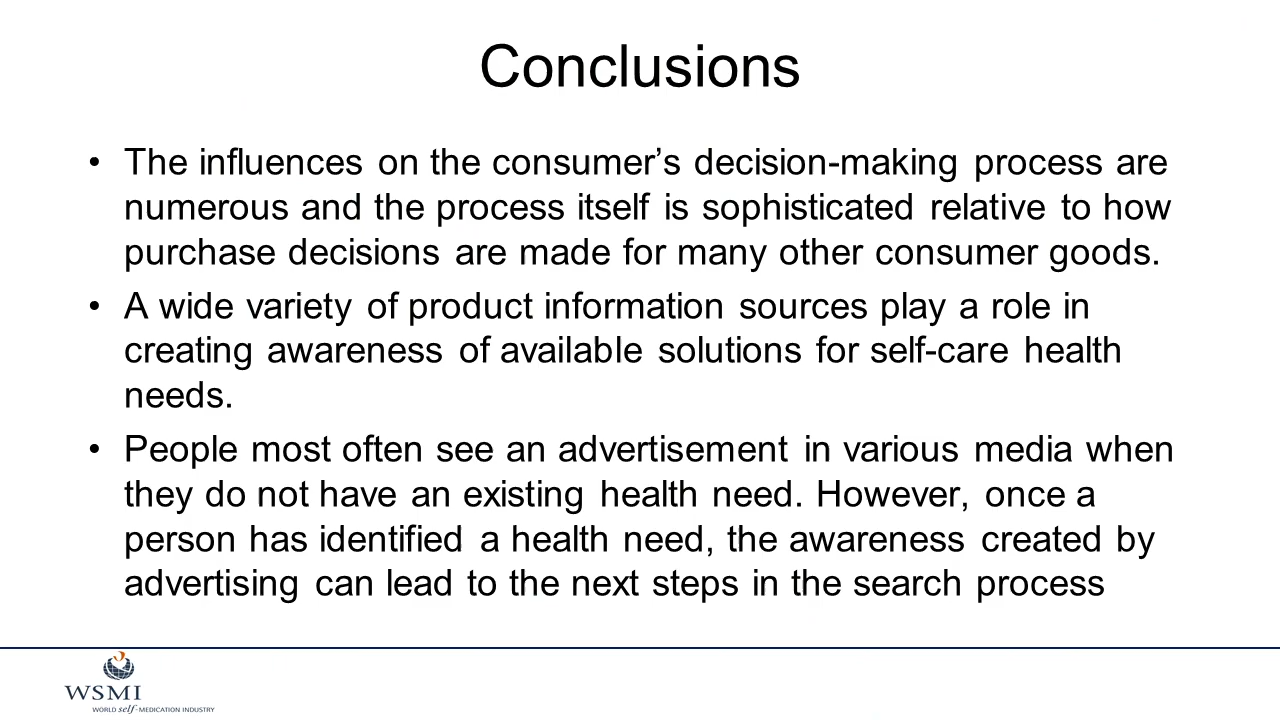 Conclusions
• The influences on the consumer’s decision-making process are
numerous and the process itself is sophisticated relative to how
purchase decisions are made for many other consumer goods.
• A wide variety of product information sources play a role in
creating awareness of available solutions for self-care health
needs.
• People most often see an advertisement in various media when
they do not have an existing health need. However, once a
person has identified a health need, the awareness created by
advertising can lead to the next steps in the search process
WSMI
WORLD self-MEDICATION INDUSTRY